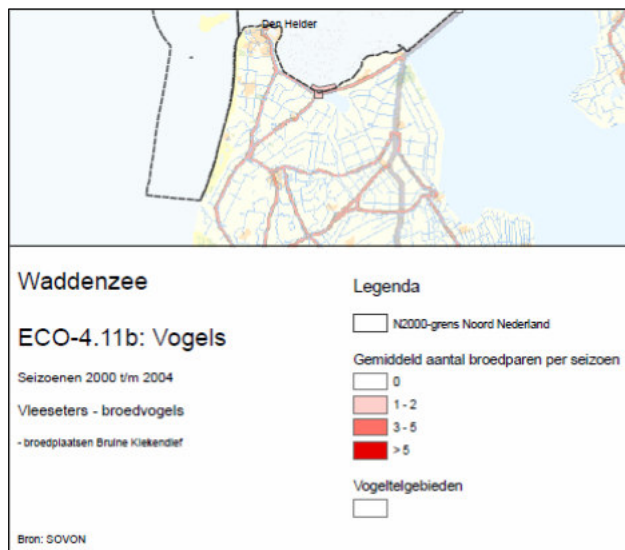 Den Helder
Waddenzee
ECO-4.11b: Vogels
Seizoenen 2000 t/m 2004
Vleeseters - broedvogels
- broedplaatsen Bruine Kiekendief
Bron: SOVON
Legenda
N2000-grens Noord Nederland
Gemiddeld aantal broedparen per seizoen
0
1 - 2
3 - 5
> 5
Vogeltelgebieden